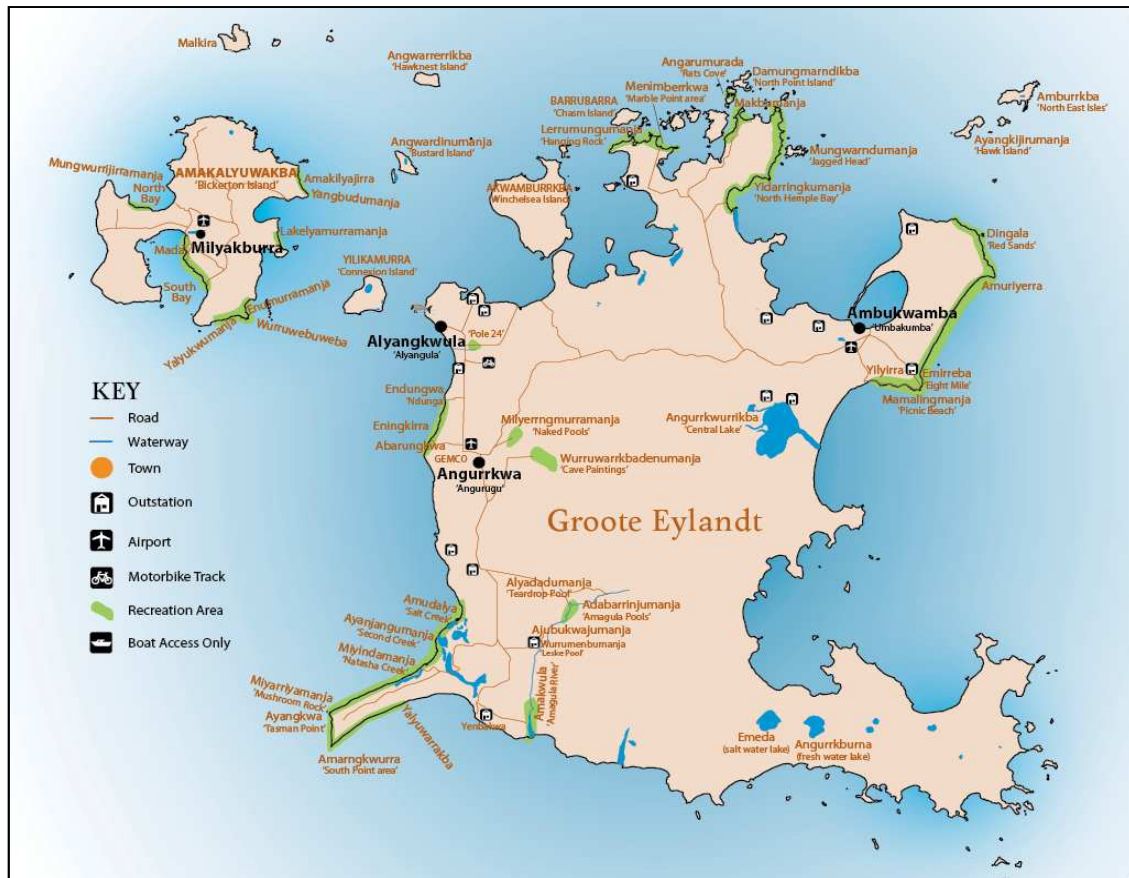 Malkira
Angwarrerrikba
'Hawknest Island'
Angarumurada
'Rats Cove'
Damungmarndikba
'North Point Island'
Menimberrkwa
'Marble Point area'
Makbumanja
BARRUBARRA
'Chasm Island'
Lerrumungumanja
'Hanging Rock'
Amburrkba
'North East Isles'
Ayangkijirumanja
'Hawk Island'
Angwardinumanja
'Bustard Island'
Mungwarndumanja
'Jagged Head'
Mungwurrijirramanja
North
Bay
AMAKALYUWAKBA
'Bickerton Island'
Amakilyajirra
Yangbudumanja
AKWAMBURRKBA
'Winchelsea Island'
Yidarringkumanja
'North Hemple Bay'
Lakelyamurramanja
Milyakburra
Mada
South
Bay
YILIKAMURRA
'Connexion Island'
Dingala
'Red Sands'
Amuriyerra
Enumurramanja
Yalyukwumanja
Wurruwebuweba
Alyangkwula
'Alyangula'
'Pole 24'
Ambukwamba
'Umbakumba'
Yilyirra
Emirreba
'Eight Mile'
Mamalingmanja
'Picnic Beach'
Endungwa
'Ndunga'
Eningkirra
Abarungkwa
GEMCO
Angurrkwa
'Angurugu'
Milyerrngmurramanja
'Naked Pools'
Wurruwarrkbadenumanja
'Cave Paintings'
Angurrkwurrikba
'Central Lake'
Groote Eylandt
KEY
Road
Waterway
Town
Outstation
Airport
Motorbike Track
Recreation Area
Boat Access Only
Alyadadumanja
'Teardrop Pool'
Adabarrinjumanja
'Amagula Pools'
Ajubukwajumanja
Wurrumenbumanja
'Leske Pool'
Amudalya
'Salt Creek'
Ayanjangumanja
'Second Creek'
Miyindamanja
'Natasha Creek'
Miyarriyamanja
'Mushroom Rock'
Ayangkwa
'Tasman Point'
Amarngkwurra
'South Point area'
Yalyuwarrakba
Yenbakwa
Amakwula
'Amagula River'
Emeda
(salt water lake)
Angurrkburna
(fresh water lake)